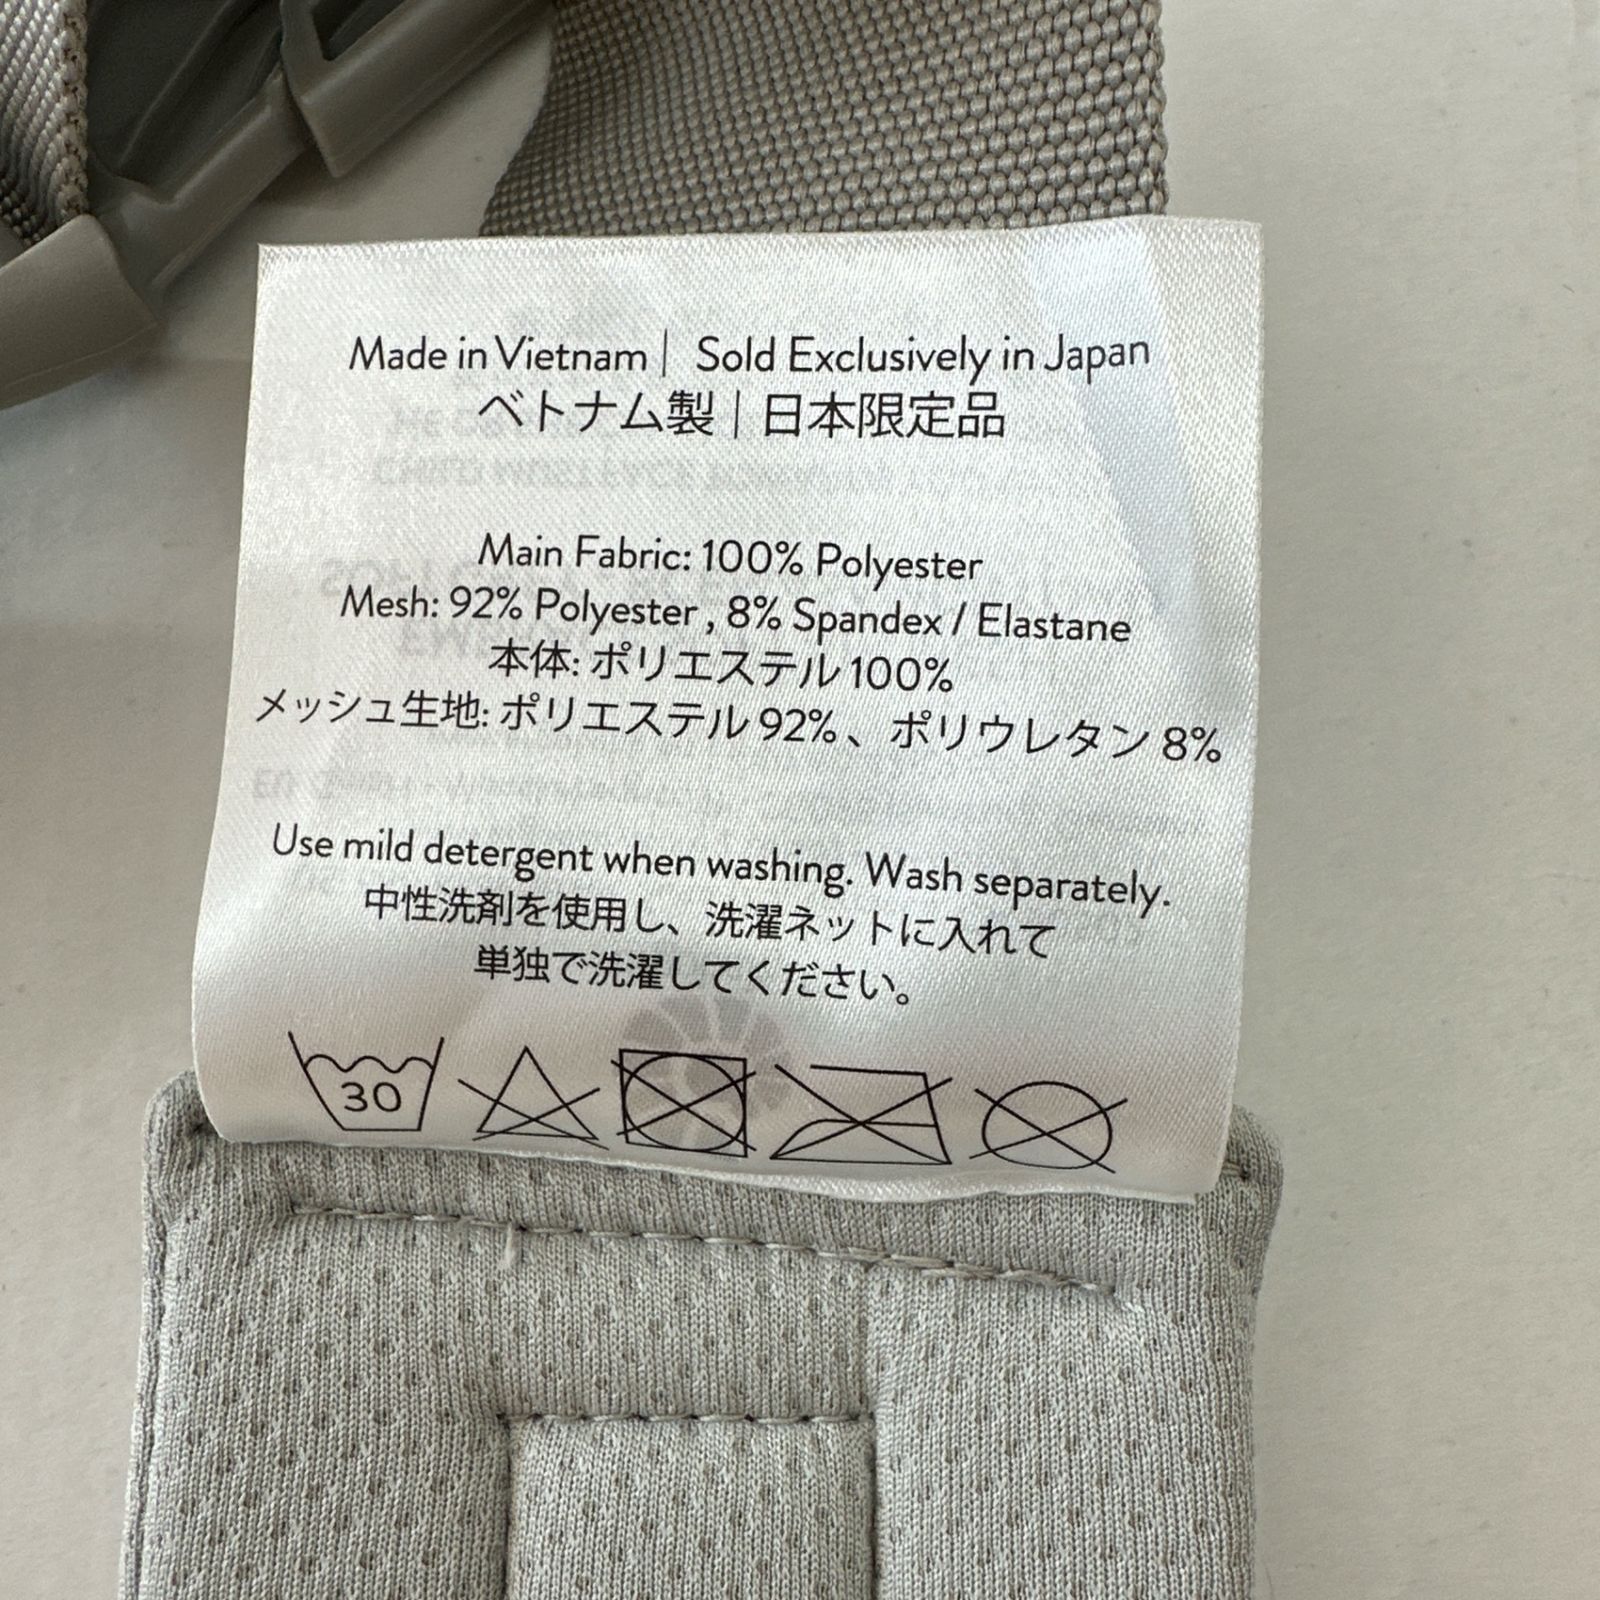 Made in Vietnam | Sold Exclusively in Japan
ベトナム製 | 日本限定品
Main Fabric: 100% Polyester
Mesh: 92% Polyester , 8% Spandex / Elastane
本体: ポリエステル 100%
メッシュ生地: ポリエステル 92%、ポリウレタン 8%
Use mild detergent when washing. Wash separately.
中性洗剤を使用し、洗濯ネットに入れて
単独で洗濯してください。
30